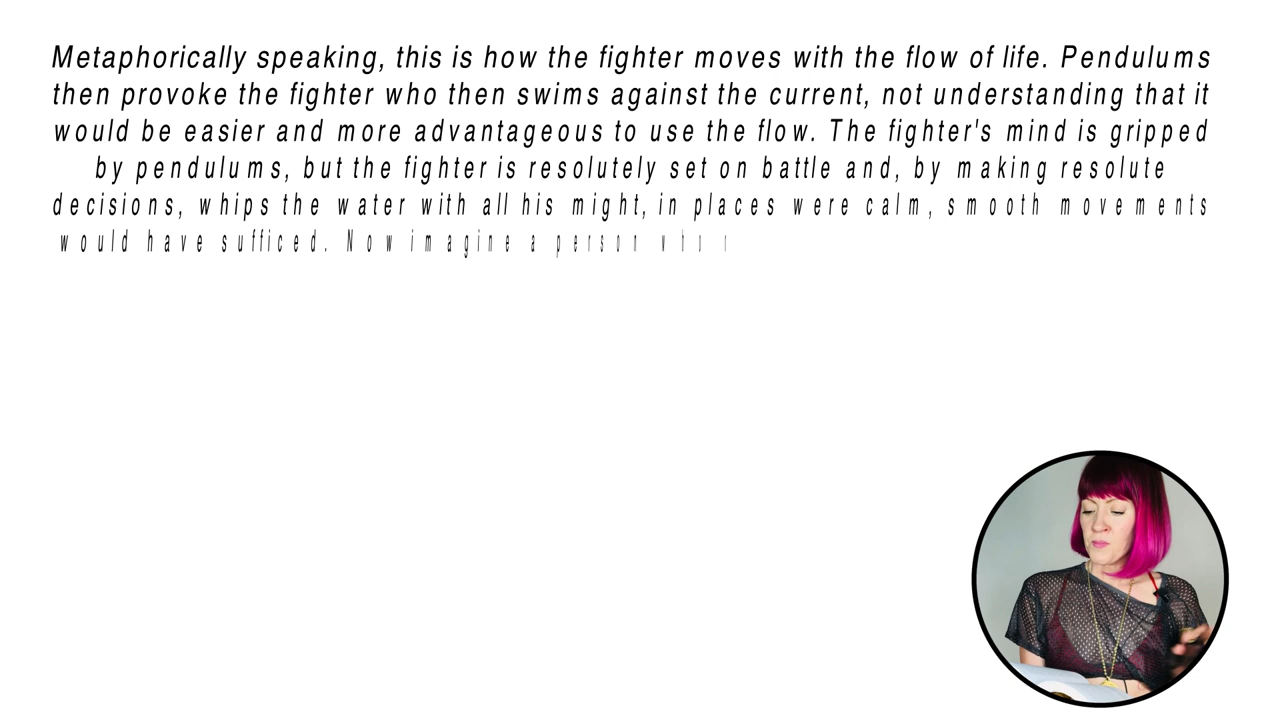 Metaphorically speaking, this is how the fighter moves with the flow of life. Pendulums
then provoke the fighter who then swims against the current, not understanding that it
would be easier and more advantageous to use the flow. The fighter's mind is gripped
by pendulums, but the fighter is resolutely set on battle and, by making resolute
decisions, whips the water with all his might, in places were calm, smooth movements
would have sufficed. Now imagine a person